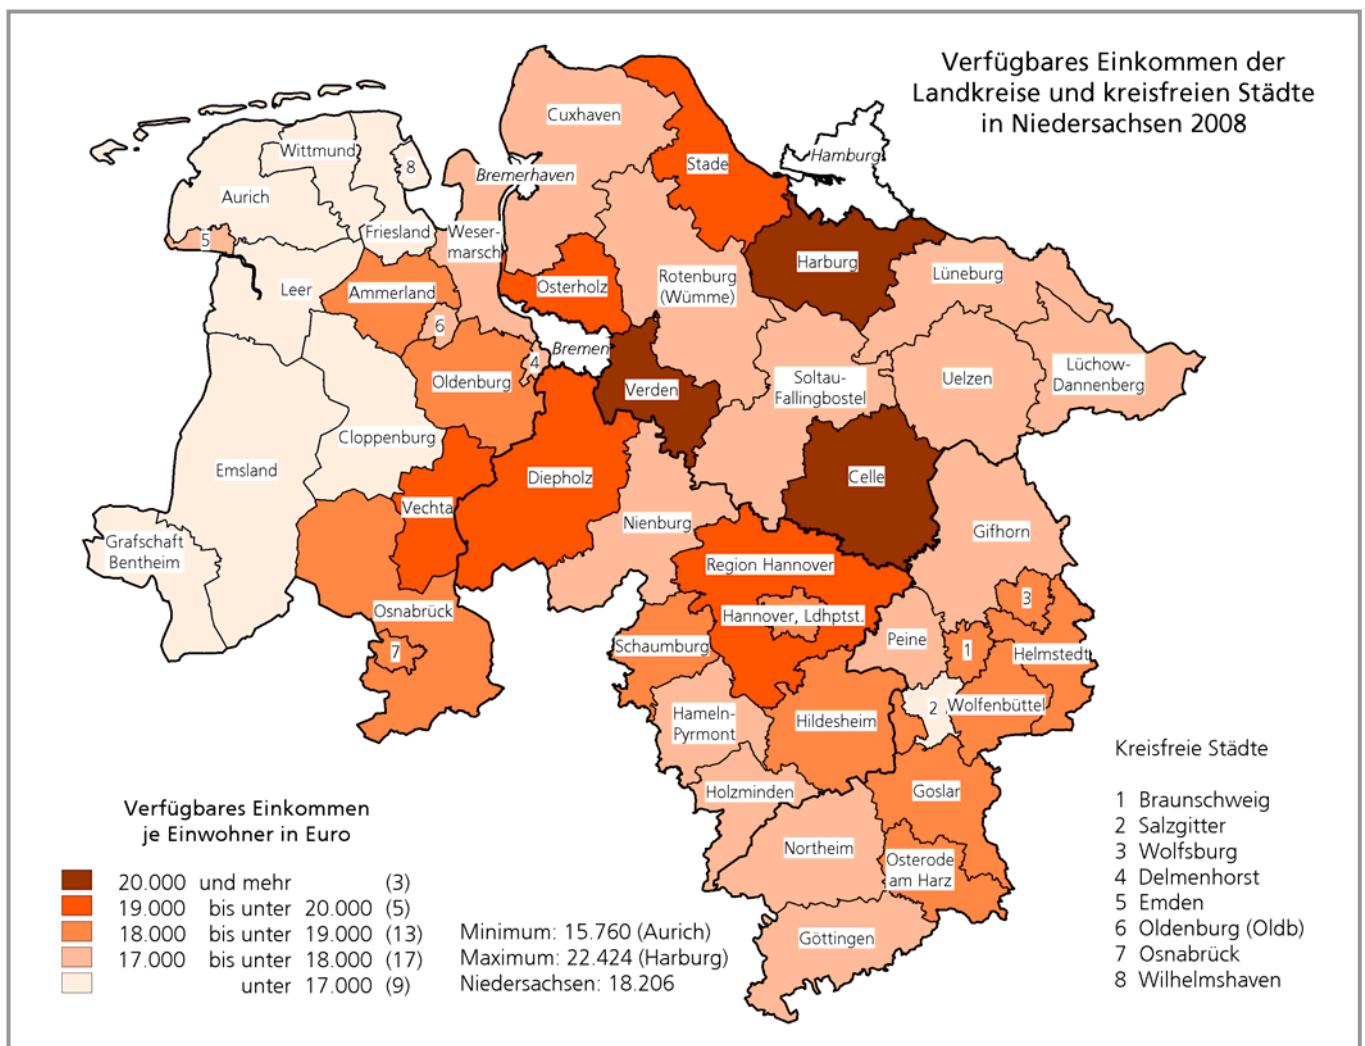 Verfügbares Einkommen der
Landkreise und kreisfreien Städte
in Niedersachsen 2008
Cuxhaven
Hamburg
Stade
Wittmund
8
Bremerhaven
Aurich
5
Friesland
Weser-
marsch
Harburg
Lüneburg
Leer
Ammerland
Osterholz
Rotenburg
(Wümme)
6
Bremen
4
Oldenburg
Verden
Soltau-
Fallingbostel
Uelzen
Lüchow-
Dannenberg
Cloppenburg
Emsland
Diepholz
Celle
Vechta
Nienburg
Gifhorn
Grafschaft
Bentheim
Region Hannover
3
Osnabrück
Hannover, Ldhptst.
7
Schaumburg
Peine
1
Helmstedt
2
Wolfenbüttel
Hameln-
Pyrmont
Hildesheim
Holzminden
Goslar
Northeim
Osterode
am Harz
Göttingen
Verfügbares Einkommen
je Einwohner in Euro
20.000 und mehr (3)
19.000 bis unter 20.000 (5)
18.000 bis unter 19.000 (13)
17.000 bis unter 18.000 (17)
unter 17.000 (9)
Minimum: 15.760 (Aurich)
Maximum: 22.424 (Harburg)
Niedersachsen: 18.206
Kreisfreie Städte
1 Braunschweig
2 Salzgitter
3 Wolfsburg
4 Delmenhorst
5 Emden
6 Oldenburg (Oldb)
7 Osnabrück
8 Wilhelmshaven